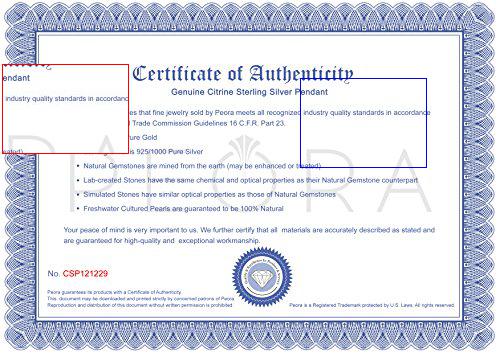 Certificate of Authenticity
Genuine Citrine Sterling Silver Pendant
endant
industry quality standards in accordanc
es that fine jewelry sold by Peora meets all recognized industry quality standards in accordance
Trade Commission Guidelines 16 C.F.R. Part 23.
ure Gold
is 925/1000 Pure Silver
eated)
• Natural Gemstones are mined from the earth (may be enhanced or treated)
• Lab-created Stones have the same chemical and optical properties as their Natural Gemstone counterpart
• Simulated Stones have similar optical properties as those of Natural Gemstones
• Freshwater Cultured Pearls are guaranteed to be 100% Natural
PEORA
Your peace of mind is very important to us. We further certify that all materials are accurately described as stated and
are guaranteed for high-quality and exceptional workmanship.
No. CSP121229
Peora guarantees its products with a Certificate of Authenticity.
This document may be downloaded and printed strictly by concerned patrons of Peora
Reproduction and distribution of this document without written permission is prohibited.
Peora is a Registered Trademark protected by U.S. Laws. All rights reserved.